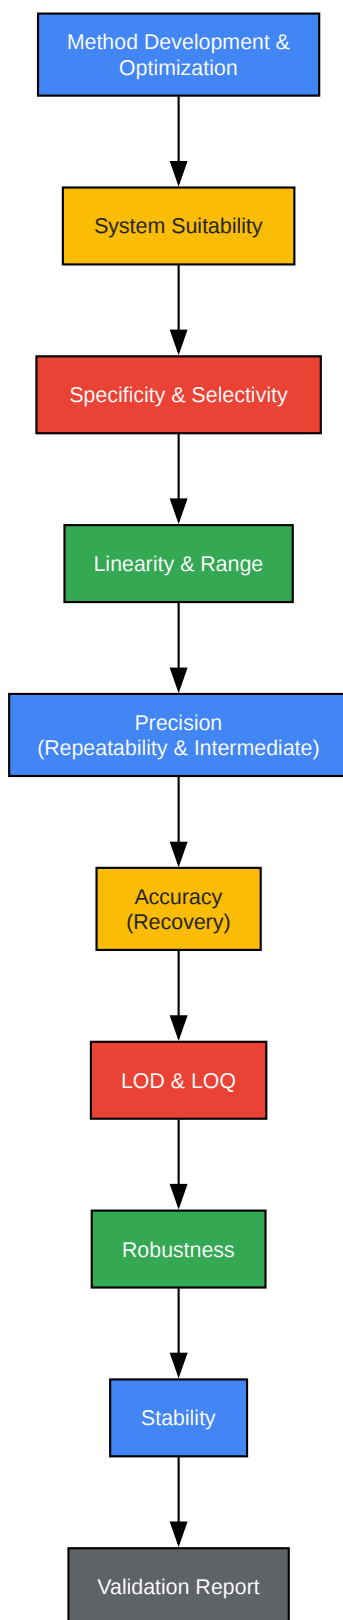 Method Development &
Optimization
System Suitability
Specificity & Selectivity
Linearity & Range
Precision
(Repeatability & Intermediate)
Accuracy
(Recovery)
LOD & LOQ
Robustness
Stability
Validation Report